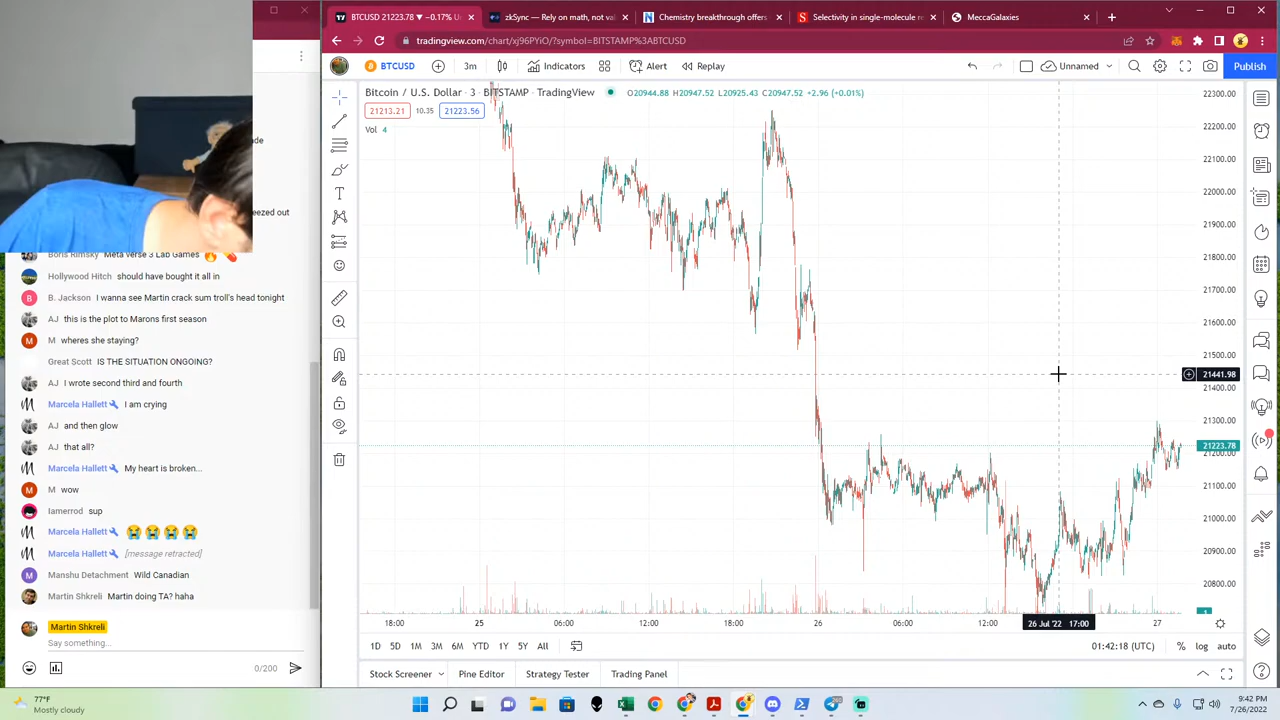 BTCUSD 21223.78 ▼ −0.17% Un
zkSync — Rely on math, not val
Chemistry breakthrough offers
Selectivity in single-molecule re
MeccaGalaxies
tradingview.com/chart/xj96PYiO/?symbol=BITSTAMP%3ABTCUSD
BTCUSD
3m
Indicators
Alert
Replay
Unnamed
Publish
Bitcoin / U.S. Dollar · 3 · BITSTAMP · TradingView
O20944.88 H20947.52 L20925.43 C20947.52 +2.96 (+0.01%)
21213.21 10.35 21223.56
Vol 4
22300.00
22200.00
22100.00
22000.00
21900.00
21800.00
21700.00
21600.00
21500.00
21441.98
21400.00
21300.00
21223.78
21200.00
21100.00
21000.00
20900.00
20800.00
1
18:00 25 06:00 12:00 18:00 26 06:00 12:00 26 Jul '22 17:00 27
1D 5D 1M 3M 6M YTD 1Y 5Y All
01:42:18 (UTC) % log auto
Stock Screener Pine Editor Strategy Tester Trading Panel
ade
eezed out
Boris Rimsky Meta verse 3 Lab Games
Hollywood Hitch should have bought it all in
B. Jackson I wanna see Martin crack sum troll's head tonight
AJ this is the plot to Marons first season
M wheres she staying?
Great Scott IS THE SITUATION ONGOING?
AJ I wrote second third and fourth
Marcela Hallett I am crying
AJ and then glow
AJ that all?
Marcela Hallett My heart is broken...
M wow
Iamerrod sup
Marcela Hallett 😭 😭 😭 😭
Marcela Hallett [message retracted]
Manshu Detachment Wild Canadian
Martin Shkreli Martin doing TA? haha
Martin Shkreli
Say something...
0/200
77°F
Mostly cloudy
9:42 PM
7/26/2022